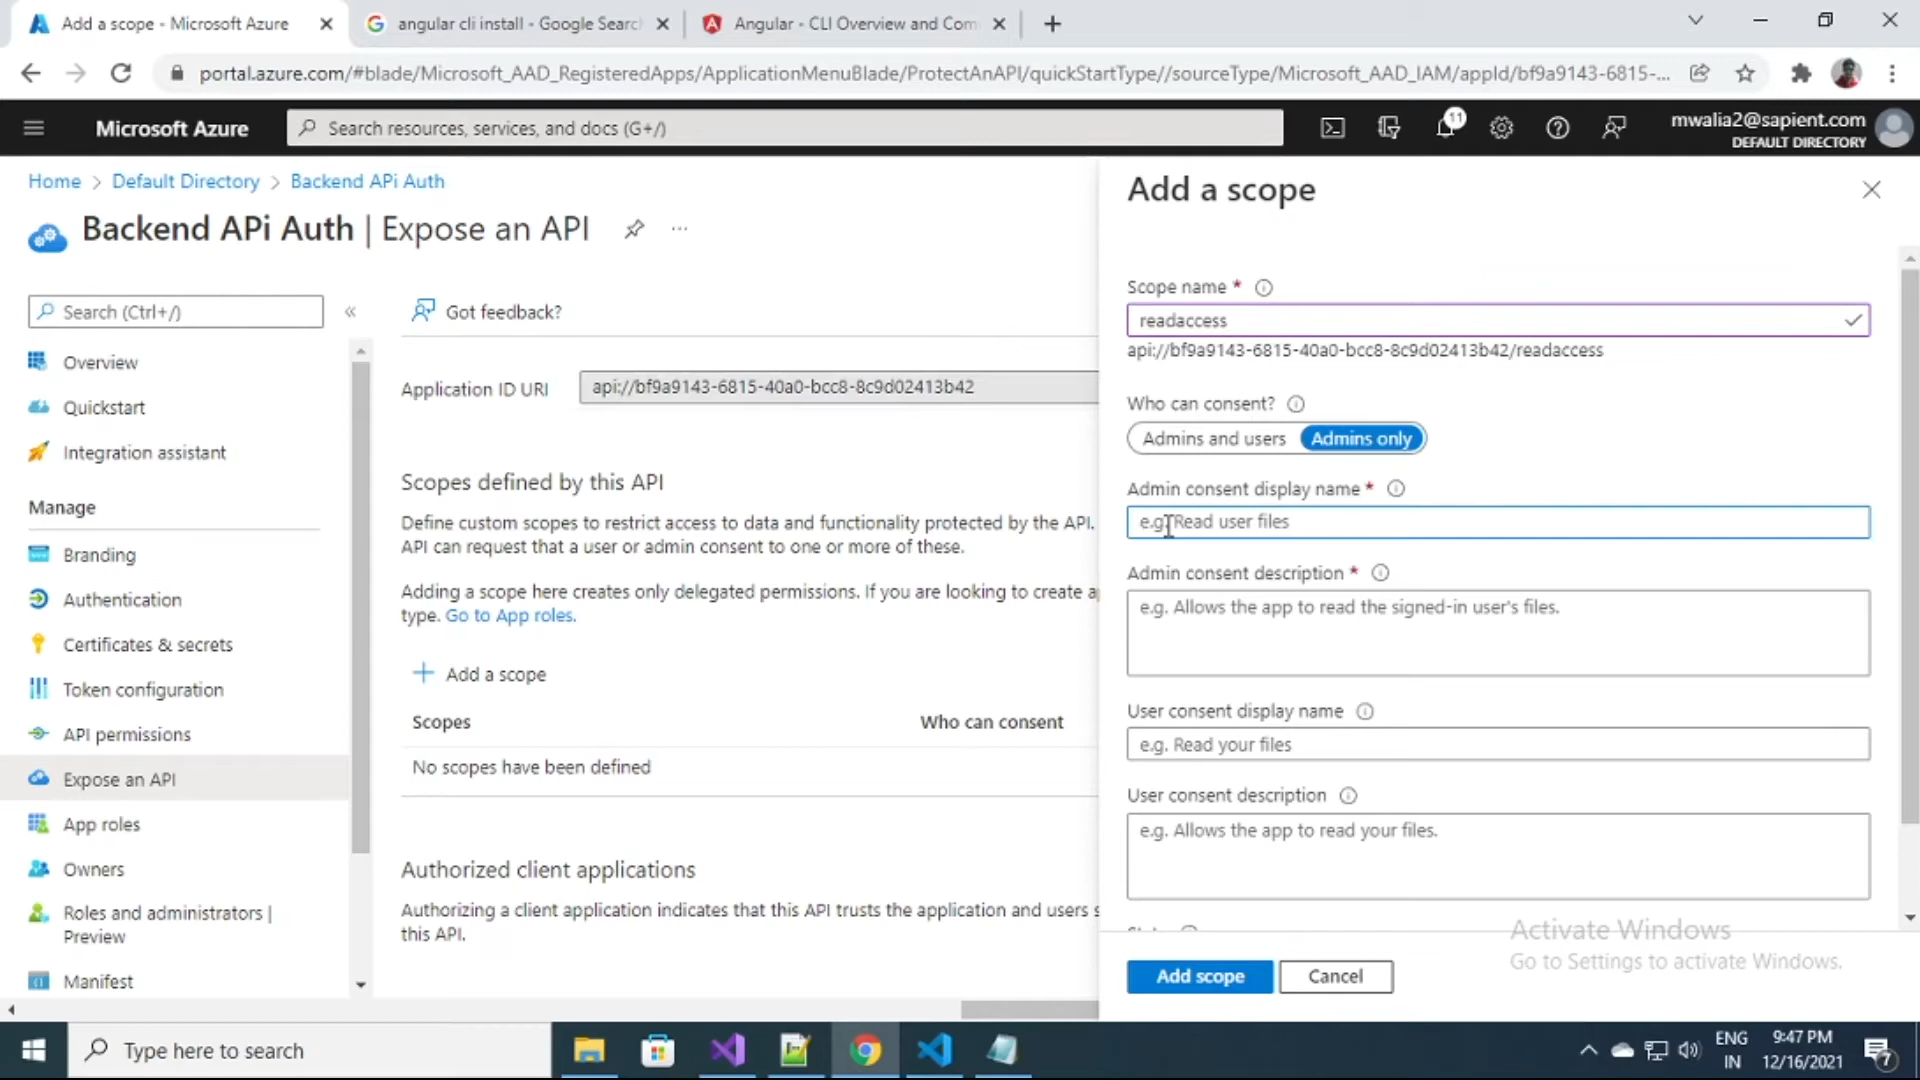 Add a scope - Microsoft Azure
angular cli install - Google Searc
Angular - CLI Overview and Com
portal.azure.com/#blade/Microsoft_AAD_RegisteredApps/ApplicationMenuBlade/ProtectAnAPI/quickStartType//sourceType/Microsoft_AAD_IAM/appId/bf9a9143-6815-...
Microsoft Azure
Search resources, services, and docs (G+/)
11
mwalia2@sapient.com
DEFAULT DIRECTORY
Home > Default Directory > Backend APi Auth
Backend APi Auth | Expose an API
Search (Ctrl+/)
Overview
Quickstart
Integration assistant
Manage
Branding
Authentication
Certificates & secrets
Token configuration
API permissions
Expose an API
App roles
Owners
Roles and administrators |
Preview
Manifest
Got feedback?
Application ID URI
api://bf9a9143-6815-40a0-bcc8-8c9d02413b42
Scopes defined by this API
Define custom scopes to restrict access to data and functionality protected by the API.
API can request that a user or admin consent to one or more of these.
Adding a scope here creates only delegated permissions. If you are looking to create a
type. Go to App roles.
Add a scope
Scopes
Who can consent
No scopes have been defined
Authorized client applications
Authorizing a client application indicates that this API trusts the application and users s
this API.
Add a scope
Scope name *
readaccess
api://bf9a9143-6815-40a0-bcc8-8c9d02413b42/readaccess
Who can consent?
Admins and users
Admins only
Admin consent display name *
e.g. Read user files
Admin consent description *
e.g. Allows the app to read the signed-in user's files.
User consent display name
e.g. Read your files
User consent description
e.g. Allows the app to read your files.
Activate Windows
Go to Settings to activate Windows.
Add scope
Cancel
Type here to search
ENG
IN
9:47 PM
12/16/2021
7